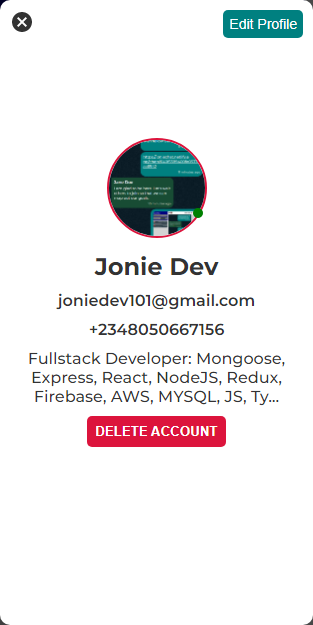 Edit Profile
Jonie Dev
joniedev101@gmail.com
+2348050667156
Fullstack Developer: Mongoose,
Express, React, NodeJS, Redux,
Firebase, AWS, MYSQL, JS, Ty...
DELETE ACCOUNT